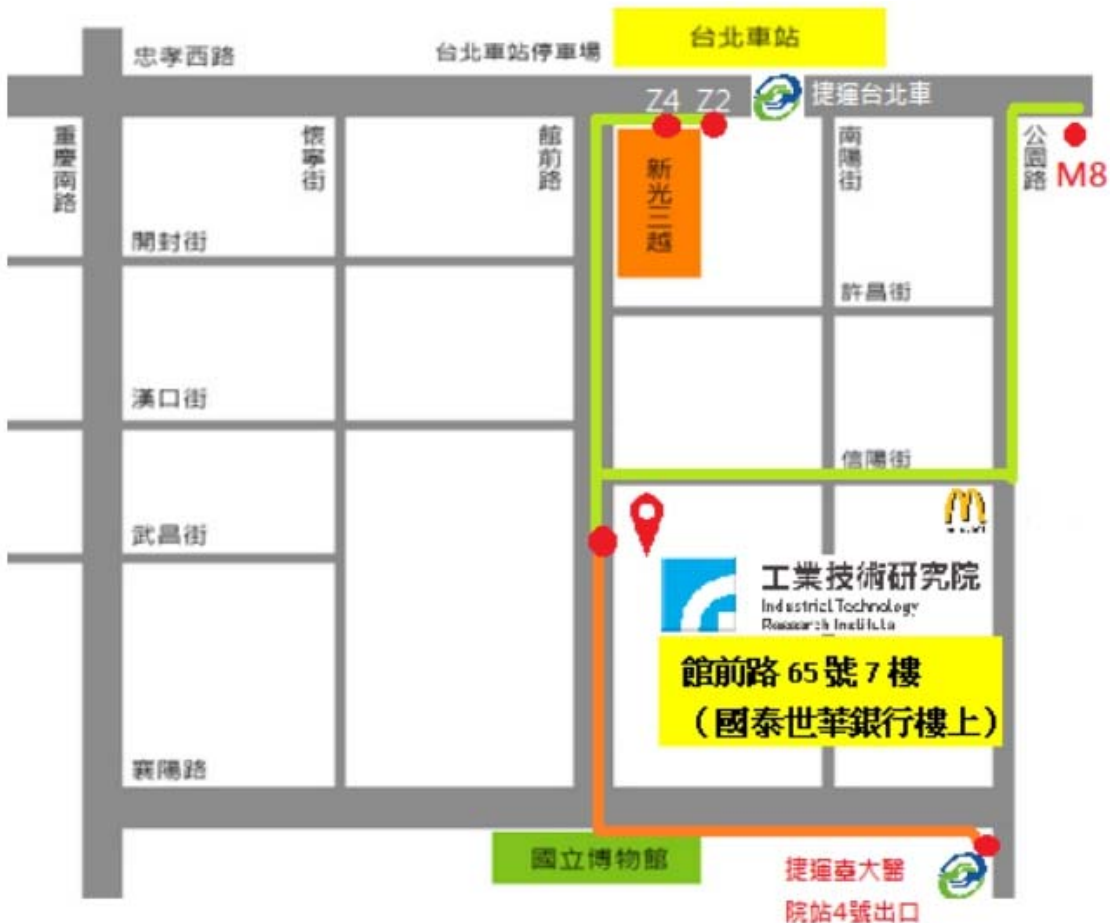 台北車站
忠孝西路
台北車站停車場
Z4 Z2
捷運台北車
重慶南路
懷寧街
館前路
新光三越
南陽街
公園路
M8
開封街
許昌街
漢口街
信陽街
武昌街
工業技術研究院
Industrial Technology
Research Institute
館前路 65 號 7 樓
（國泰世華銀行樓上）
襄陽路
國立博物館
捷運臺大醫
院站4號出口